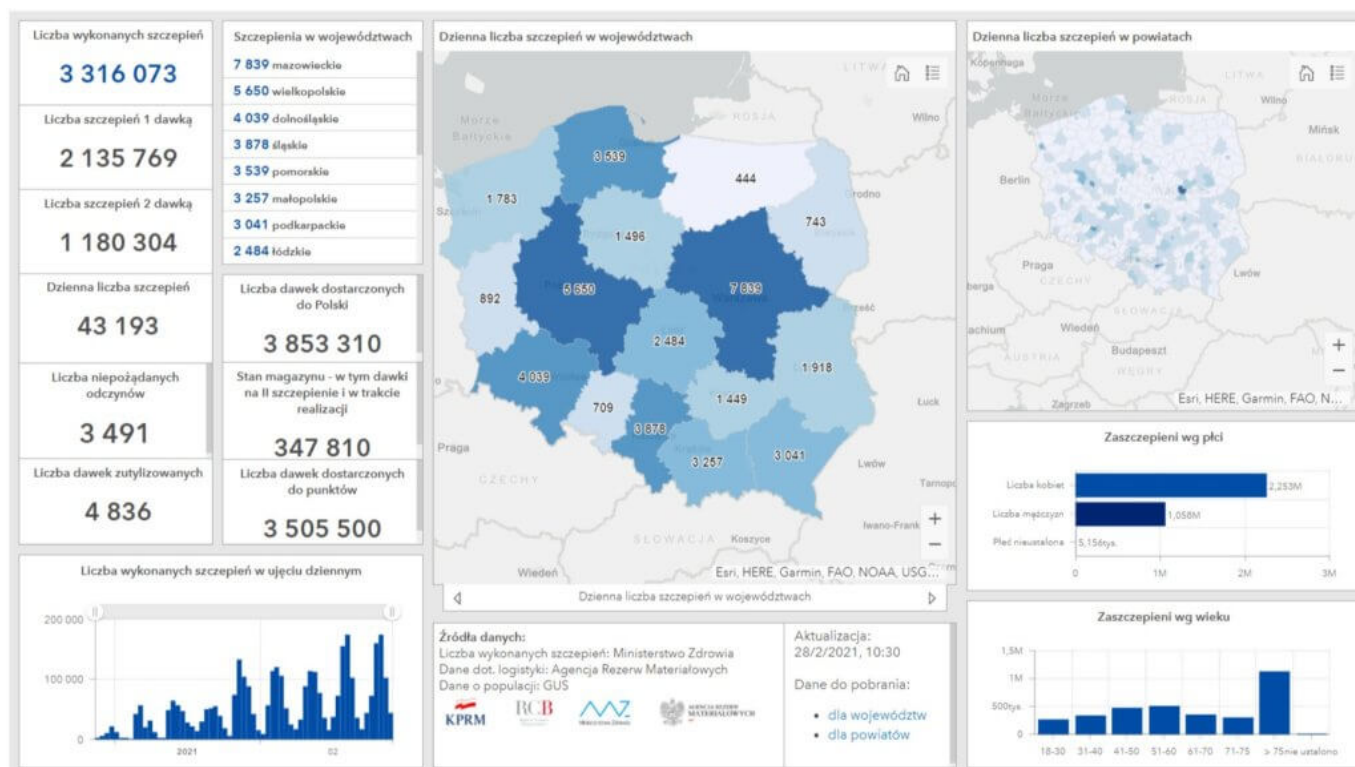 Liczba wykonanych szczepień
3 316 073
Liczba szczepień 1 dawką
2 135 769
Liczba szczepień 2 dawką
1 180 304
Dzienna liczba szczepień
43 193
Liczba niepożądanych
odczynów
3 491
Liczba dawek zutylizowanych
4 836
Szczepienia w województwach
7 839 mazowieckie
5 650 wielkopolskie
4 039 dolnośląskie
3 878 śląskie
3 539 pomorskie
3 257 małopolskie
3 041 podkarpackie
2 484 łódzkie
Liczba dawek dostarczonych
do Polski
3 853 310
Stan magazynu - w tym dawki
na II szczepienie i w trakcie
realizacji
347 810
Liczba dawek dostarczonych
do punktów
3 505 500
Liczba wykonanych szczepień w ujęciu dziennym
200 000
100 000
0
2021
02
Dzienna liczba szczepień w województwach
LITWA
Morze
Bałtyckie
ROSJA
Wilno
3 539
444
Grodno
1 783
743
1 496
892
5 650
7 839
2 484
4 039
1 918
709
1 449
Łuck
3 878
Praga
3 257
3 041
Lwów
CZECHY
Tarnopo
Iwano-Frank
SŁOWACJA
Koszyce
Wiedeń
Esri, HERE, Garmin, FAO, NOAA, USG...
Dzienna liczba szczepień w województwach
Źródła danych:
Liczba wykonanych szczepień: Ministerstwo Zdrowia
Dane dot. logistyki: Agencja Rezerw Materiałowych
Dane o populacji: GUS
KPRM
RCB
Ministerstwo Zdrowia
AGENCJA REZERW
MATERIAŁOWYCH
Aktualizacja:
28/2/2021, 10:30
Dane do pobrania:
• dla województw
• dla powiatów
Dzienna liczba szczepień w powiatach
Kopenhaga
LITWA
Morze
Bałtyckie
ROSJA
Wilno
Mińsk
BIAŁORU
Berlin
Praga
CZECHY
Lwów
berga
SŁOWACJA
achium
Wiedeń
AUSTRIA
Budapeszt
WĘGRY
Zagrzeb
Esri, HERE, Garmin, FAO, N...
Zaszczepieni wg płci
Liczba kobiet
2,253M
Liczba mężczyzn
1,058M
Płeć nieustalona
5,156tys.
0 1M 2M 3M
Zaszczepieni wg wieku
1,5M
1M
500tys
0
18-30 31-40 41-50 51-60 61-70 71-75 > 75 nie ustalono